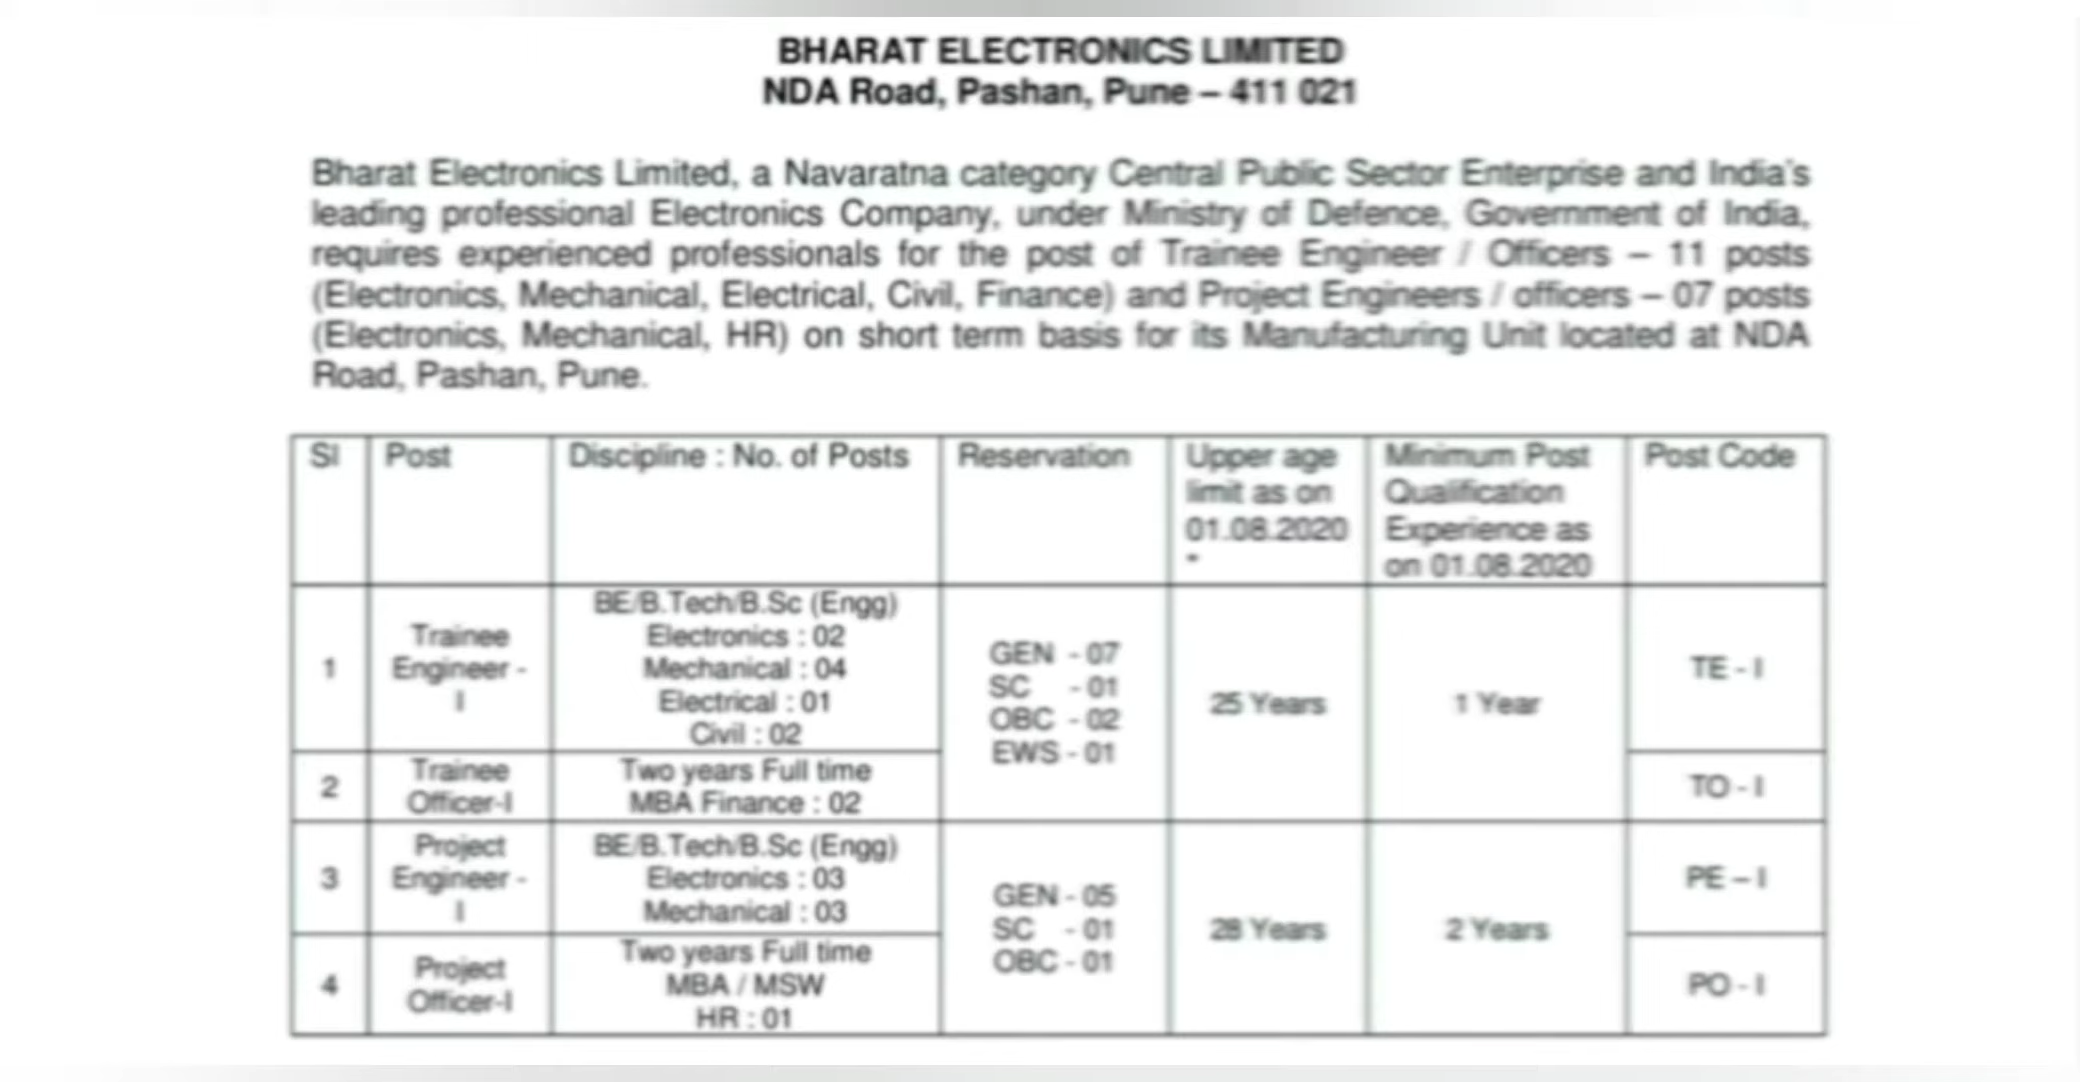 BHARAT ELECTRONICS LIMITED
NDA Road, Pashan, Pune – 411 021
Bharat Electronics Limited, a Navaratna category Central Public Sector Enterprise and India's
leading professional Electronics Company, under Ministry of Defence, Government of India,
requires experienced professionals for the post of Trainee Engineer / Officers – 11 posts
(Electronics, Mechanical, Electrical, Civil, Finance) and Project Engineers / officers – 07 posts
(Electronics, Mechanical, HR) on short term basis for its Manufacturing Unit located at NDA
Road, Pashan, Pune.
Sl Post Discipline : No. of Posts Reservation Upper age Minimum Post Post Code
limit as on Qualification
01.08.2020 Experience as
* on 01.08.2020
1
Trainee
Engineer -
I
BE/B.Tech/B.Sc (Engg)
Electronics : 02
Mechanical : 04
Electrical : 01
Civil : 02
GEN - 07
SC - 01
OBC - 02
EWS - 01
25 Years
1 Year
TE - I
2
Trainee
Officer-I
Two years Full time
MBA Finance : 02
TO - I
3
Project
Engineer -
I
BE/B.Tech/B.Sc (Engg)
Electronics : 03
Mechanical : 03
GEN - 05
SC - 01
OBC - 01
28 Years
2 Years
PE – I
4
Project
Officer-I
Two years Full time
MBA / MSW
HR : 01
PO - I